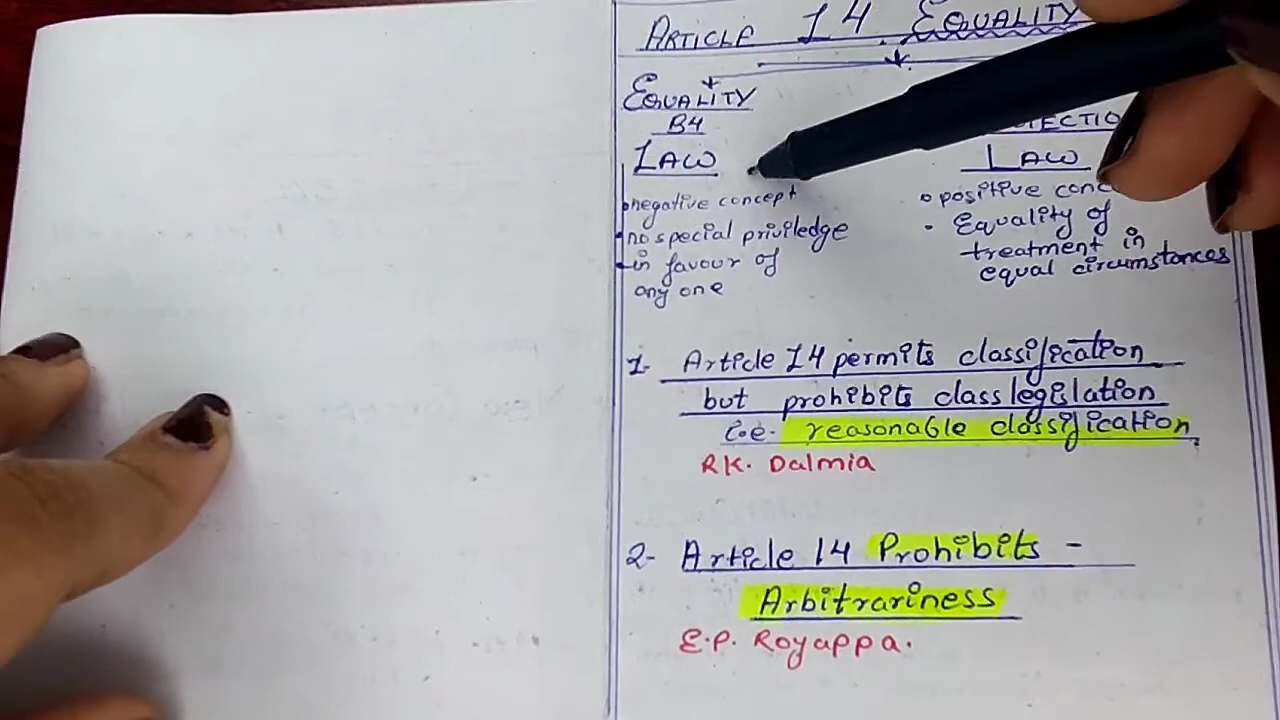 ARTICLE 14 EQUALITY
EQUALITY
B4
LAW
• negative concept
• no special priviledge
• in favour of
any one
LAW
• positive
• Equality of
treatment in
equal circumstances
1- Article 14 permits classification
but prohibits class legislation
i.e. reasonable classification
RK. Dalmia
2- Article 14 Prohibits -
Arbitrariness
E.P. Royappa.